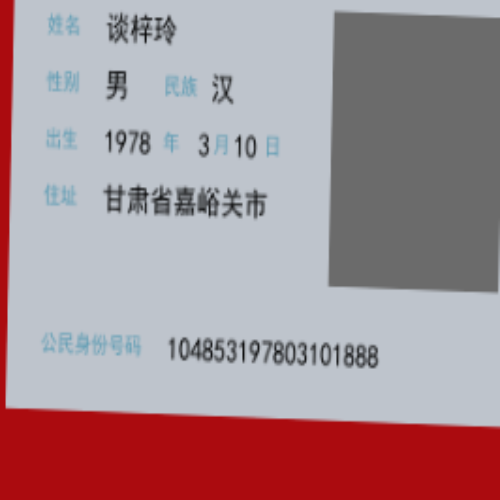 姓名 谈梓玲
性别 男 民族 汉
出生 1978 年 3 月 10 日
住址 甘肃省嘉峪关市
公民身份号码 104853197803101888